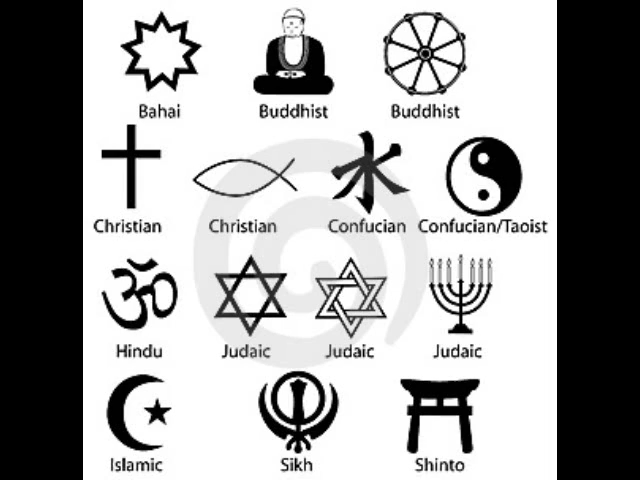 Bahai Buddhist Buddhist
Christian Christian Confucian Confucian/Taoist
Hindu Judaic Judaic Judaic
Islamic Sikh Shinto